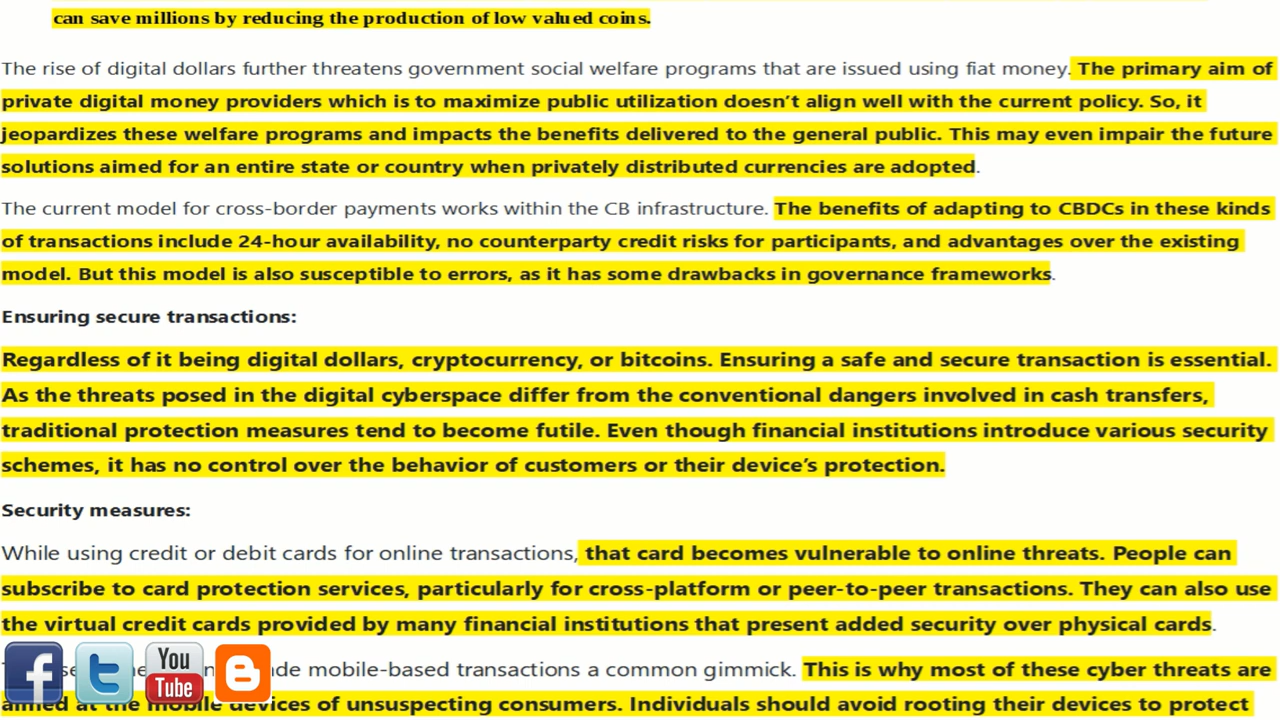 can save millions by reducing the production of low valued coins.
The rise of digital dollars further threatens government social welfare programs that are issued using fiat money. The primary aim of
private digital money providers which is to maximize public utilization doesn’t align well with the current policy. So, it
jeopardizes these welfare programs and impacts the benefits delivered to the general public. This may even impair the future
solutions aimed for an entire state or country when privately distributed currencies are adopted.
The current model for cross-border payments works within the CB infrastructure. The benefits of adapting to CBDCs in these kinds
of transactions include 24-hour availability, no counterparty credit risks for participants, and advantages over the existing
model. But this model is also susceptible to errors, as it has some drawbacks in governance frameworks.
Ensuring secure transactions:
Regardless of it being digital dollars, cryptocurrency, or bitcoins. Ensuring a safe and secure transaction is essential.
As the threats posed in the digital cyberspace differ from the conventional dangers involved in cash transfers,
traditional protection measures tend to become futile. Even though financial institutions introduce various security
schemes, it has no control over the behavior of customers or their device’s protection.
Security measures:
While using credit or debit cards for online transactions, that card becomes vulnerable to online threats. People can
subscribe to card protection services, particularly for cross-platform or peer-to-peer transactions. They can also use
the virtual credit cards provided by many financial institutions that present added security over physical cards.
mobile-based transactions a common gimmick. This is why most of these cyber threats are
aimed at the mobile devices of unsuspecting consumers. Individuals should avoid rooting their devices to protect
f
t
You
Tube
B